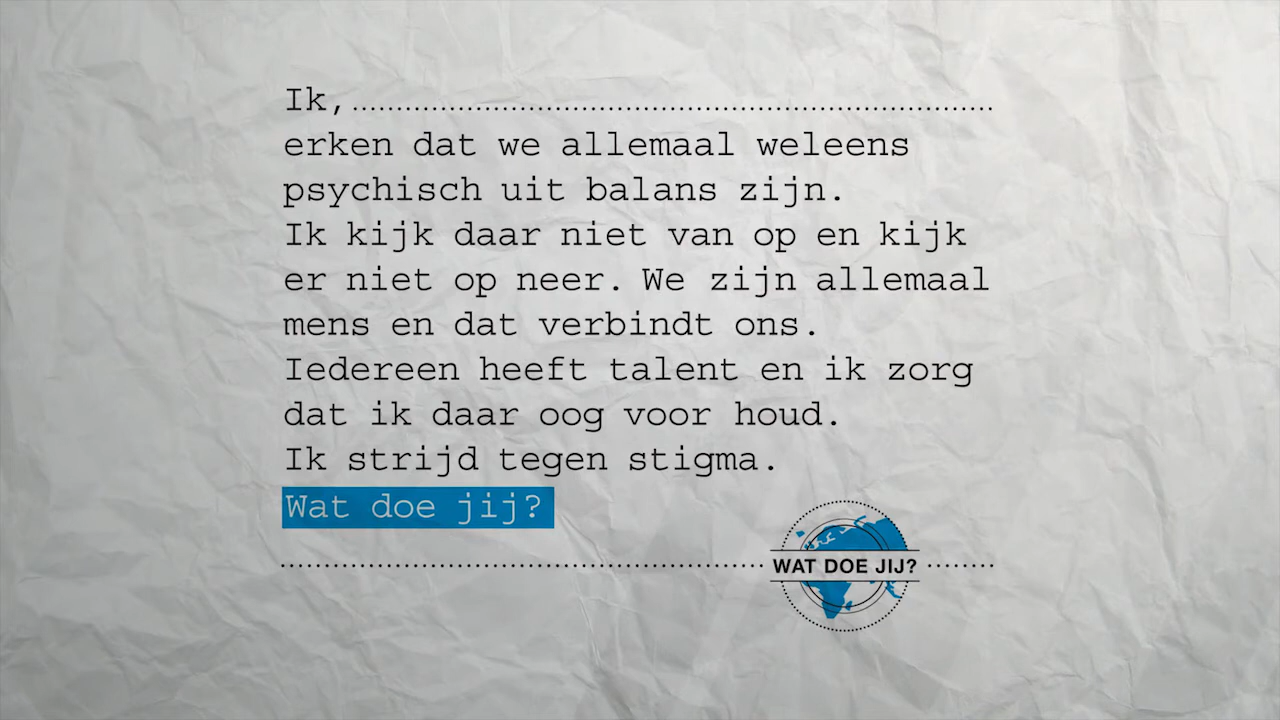 Ik,......................................................................
erken dat we allemaal weleens
psychisch uit balans zijn.
Ik kijk daar niet van op en kijk
er niet op neer. We zijn allemaal
mens en dat verbindt ons.
Iedereen heeft talent en ik zorg
dat ik daar oog voor houd.
Ik strijd tegen stigma.
Wat doe jij?
WAT DOE JIJ?